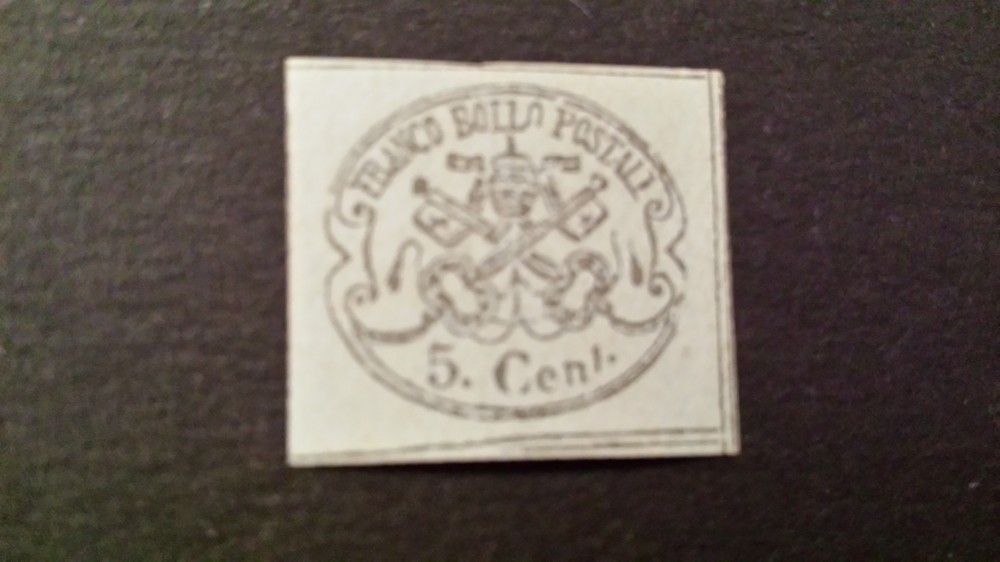 FRANCO BOLLO POSTALE
5. Cent.